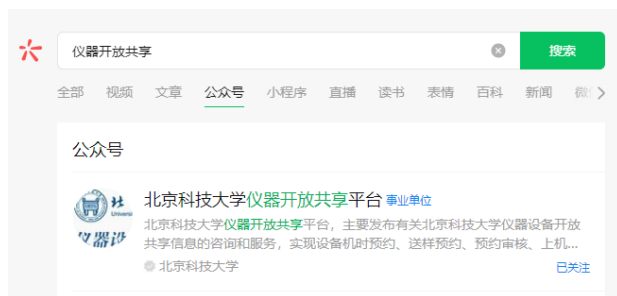 仪器开放共享
搜索
全部 视频 文章 公众号 小程序 直播 读书 表情 百科 新闻 微
公众号
北京科技大学仪器开放共享平台 事业单位
北京科技大学仪器开放共享平台，主要发布有关北京科技大学仪器设备开放
共享信息的咨询和服务，实现设备机时预约、送样预约、预约审核、上机...
北京科技大学
已关注
北
Universi
仪器设